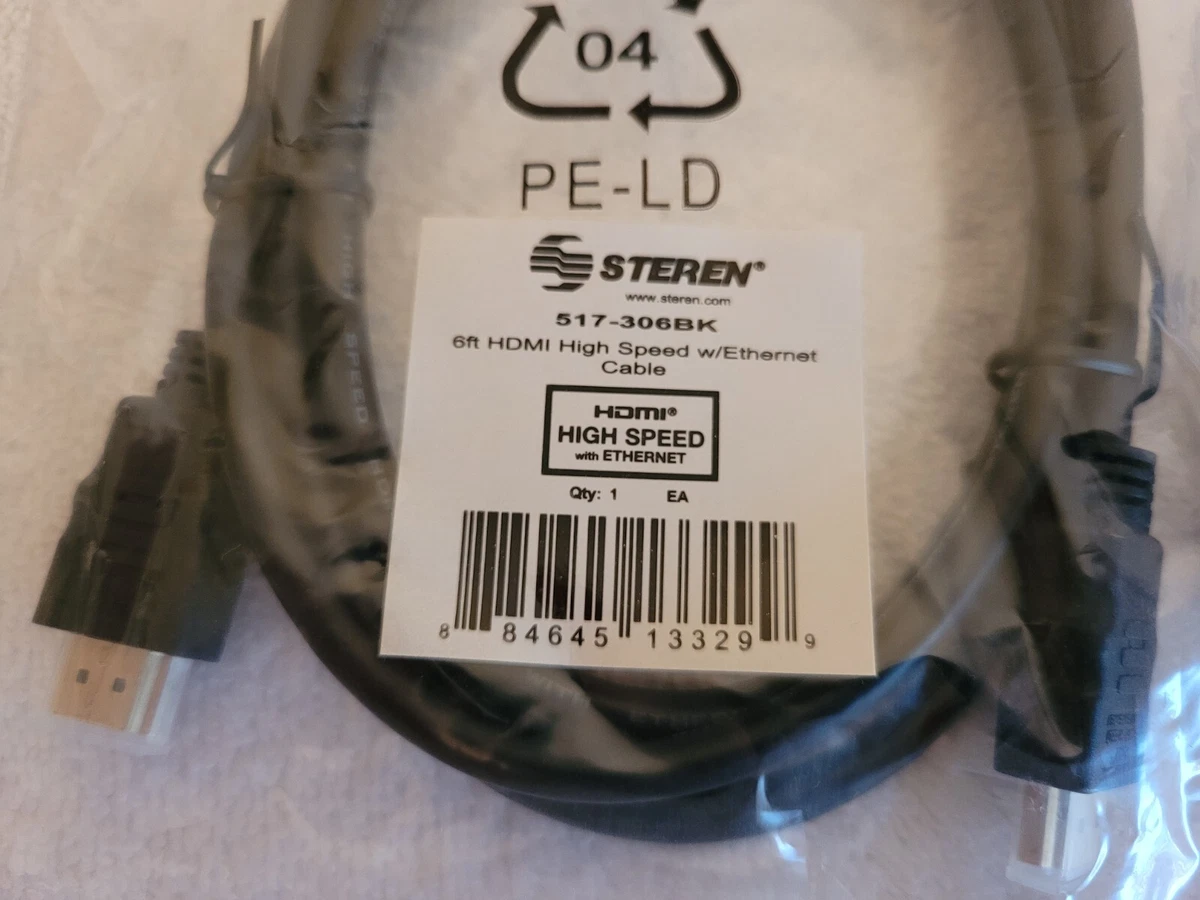 04
PE-LD
STEREN®
www.steren.com
517-306BK
6ft HDMI High Speed w/Ethernet
Cable
HDMI®
HIGH SPEED
with ETHERNET
Qty: 1 EA
8 84645 13329 9
SPEED